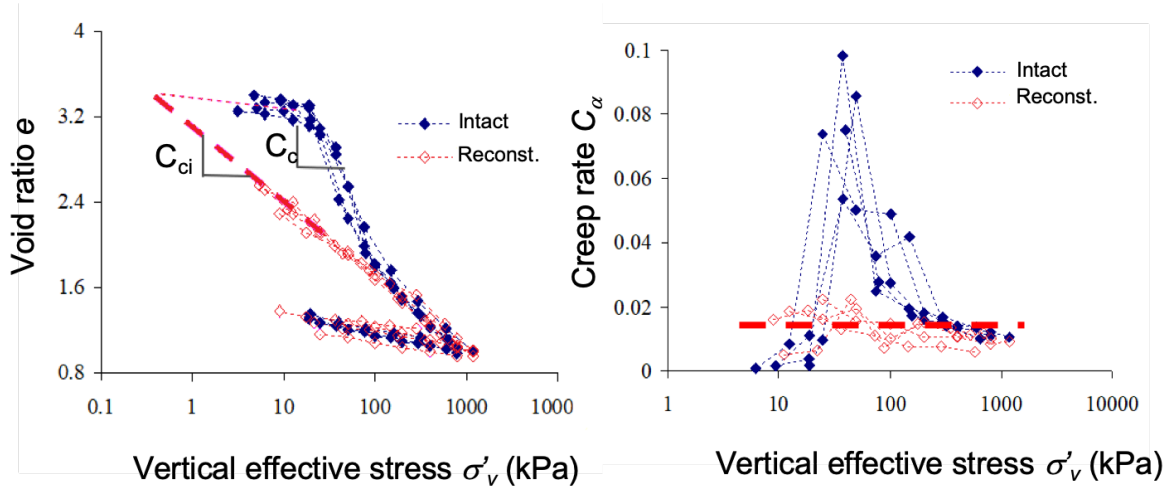 4
3.2
2.4
1.6
0.8
Void ratio e
Intact
Reconst.
C_ci
C_c
0.1 1 10 100 1000 1000
Vertical effective stress σ'_v (kPa)
0.1
0.08
0.06
0.04
0.02
0
Creep rate C_α
Intact
Reconst.
1 10 100 1000 10000
Vertical effective stress σ'_v (kPa)